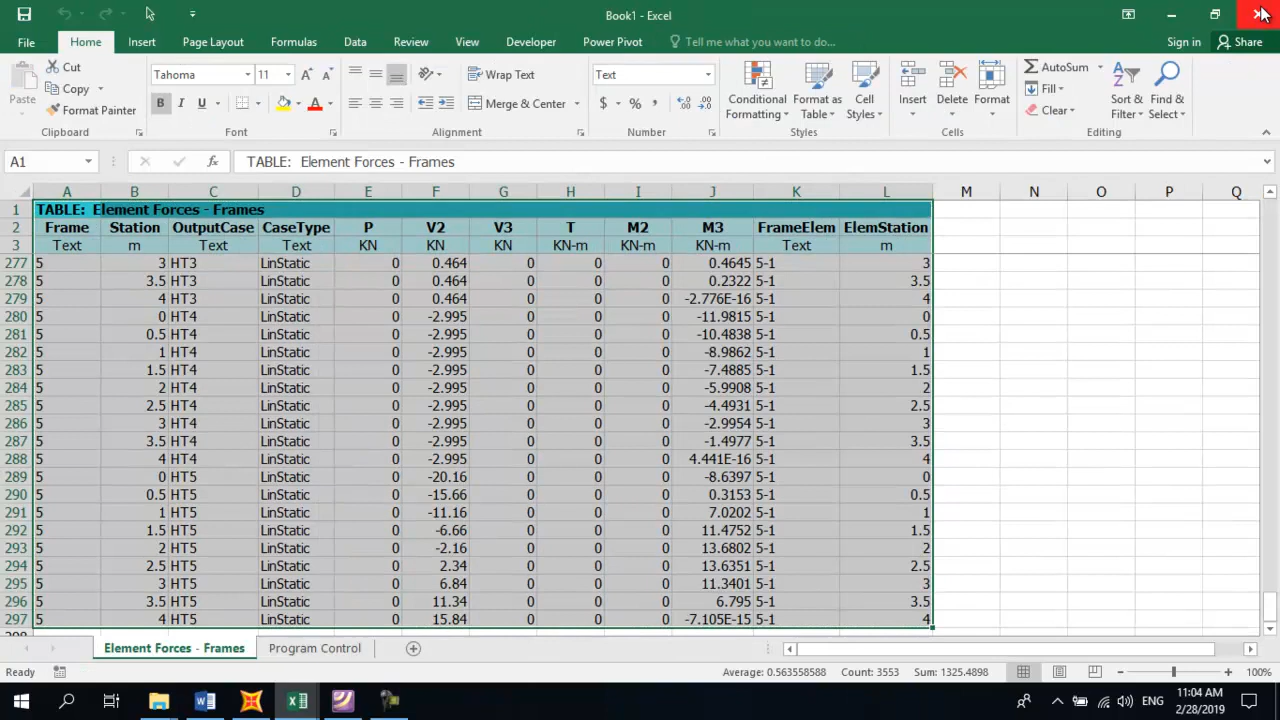 Book1 - Excel
File Home Insert Page Layout Formulas Data Review View Developer Power Pivot Tell me what you want to do... Sign in Share
Paste Cut Copy Format Painter
Tahoma 11 Wrap Text Merge & Center Text
B I U A $ % ,
Conditional Formatting Format as Table Cell Styles Insert Delete Format
AutoSum Fill Clear Sort & Filter Find & Select
Clipboard Font Alignment Number Styles Cells Editing
A1 fx TABLE: Element Forces - Frames
A B C D E F G H I J K L M N O P Q
1 TABLE: Element Forces - Frames
2 Frame Station OutputCase CaseType P V2 V3 T M2 M3 FrameElem ElemStation
3 Text m Text Text KN KN KN KN-m KN-m KN-m Text m
277 5 3 HT3 LinStatic 0 0.464 0 0 0 0.4645 5-1 3
278 5 3.5 HT3 LinStatic 0 0.464 0 0 0 0.2322 5-1 3.5
279 5 4 HT3 LinStatic 0 0.464 0 0 0 -2.776E-16 5-1 4
280 5 0 HT4 LinStatic 0 -2.995 0 0 0 -11.9815 5-1 0
281 5 0.5 HT4 LinStatic 0 -2.995 0 0 0 -10.4838 5-1 0.5
282 5 1 HT4 LinStatic 0 -2.995 0 0 0 -8.9862 5-1 1
283 5 1.5 HT4 LinStatic 0 -2.995 0 0 0 -7.4885 5-1 1.5
284 5 2 HT4 LinStatic 0 -2.995 0 0 0 -5.9908 5-1 2
285 5 2.5 HT4 LinStatic 0 -2.995 0 0 0 -4.4931 5-1 2.5
286 5 3 HT4 LinStatic 0 -2.995 0 0 0 -2.9954 5-1 3
287 5 3.5 HT4 LinStatic 0 -2.995 0 0 0 -1.4977 5-1 3.5
288 5 4 HT4 LinStatic 0 -2.995 0 0 0 4.441E-16 5-1 4
289 5 0 HT5 LinStatic 0 -20.16 0 0 0 -8.6397 5-1 0
290 5 0.5 HT5 LinStatic 0 -15.66 0 0 0 0.3153 5-1 0.5
291 5 1 HT5 LinStatic 0 -11.16 0 0 0 7.0202 5-1 1
292 5 1.5 HT5 LinStatic 0 -6.66 0 0 0 11.4752 5-1 1.5
293 5 2 HT5 LinStatic 0 -2.16 0 0 0 13.6802 5-1 2
294 5 2.5 HT5 LinStatic 0 2.34 0 0 0 13.6351 5-1 2.5
295 5 3 HT5 LinStatic 0 6.84 0 0 0 11.3401 5-1 3
296 5 3.5 HT5 LinStatic 0 11.34 0 0 0 6.795 5-1 3.5
297 5 4 HT5 LinStatic 0 15.84 0 0 0 -7.105E-15 5-1 4
Element Forces - Frames Program Control
Ready Average: 0.563558588 Count: 3553 Sum: 1325.4898 100%
ENG 11:04 AM
2/28/2019